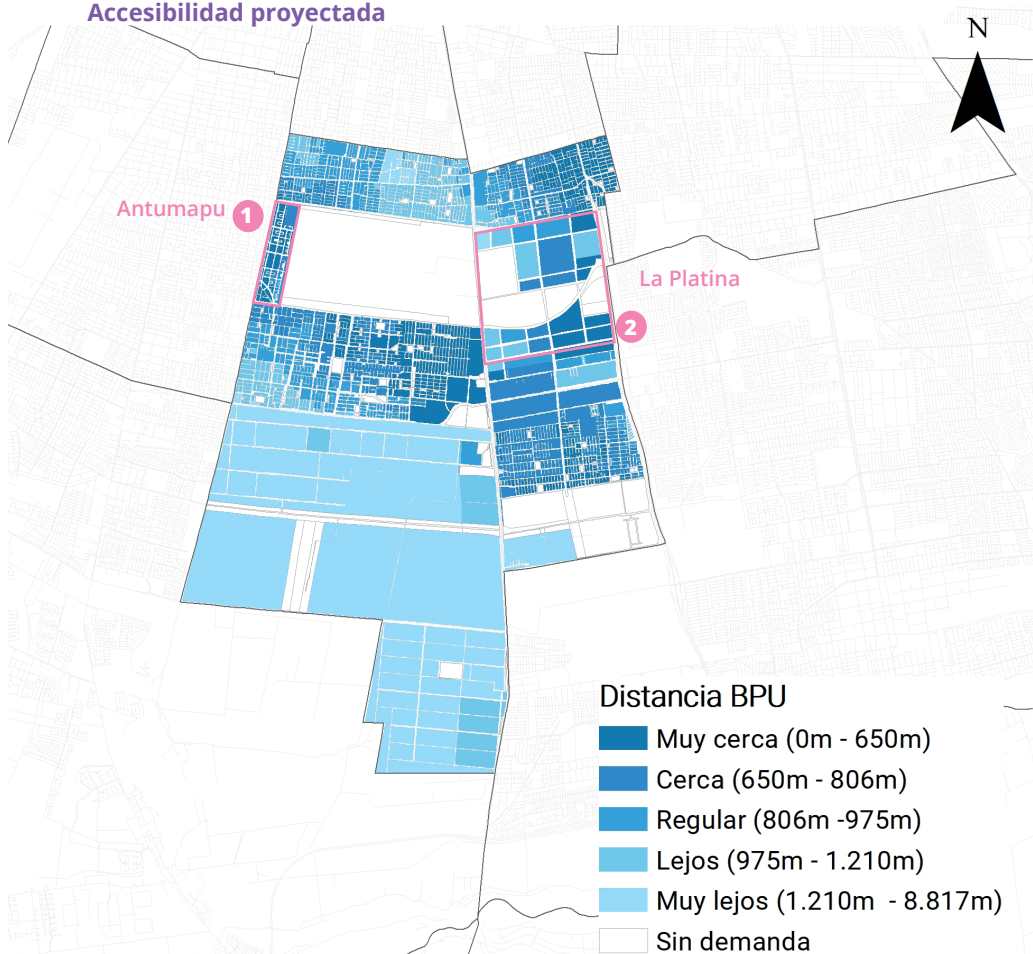 Accesibilidad proyectada
N
Antumapu 1
La Platina
2
Distancia BPU
Muy cerca (0m - 650m)
Cerca (650m - 806m)
Regular (806m -975m)
Lejos (975m - 1.210m)
Muy lejos (1.210m - 8.817m)
Sin demanda